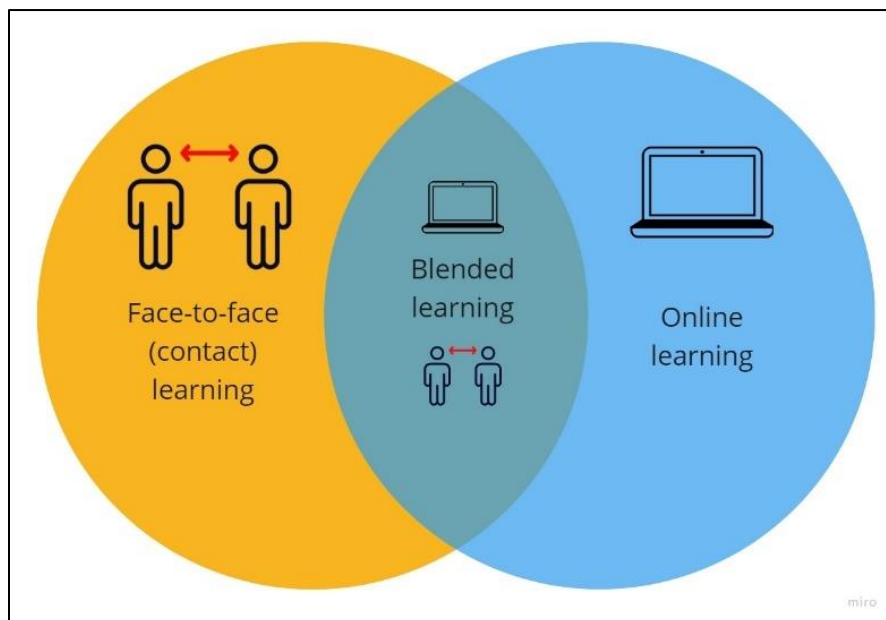 Face-to-face
(contact)
learning
Blended
learning
Online
learning
miro